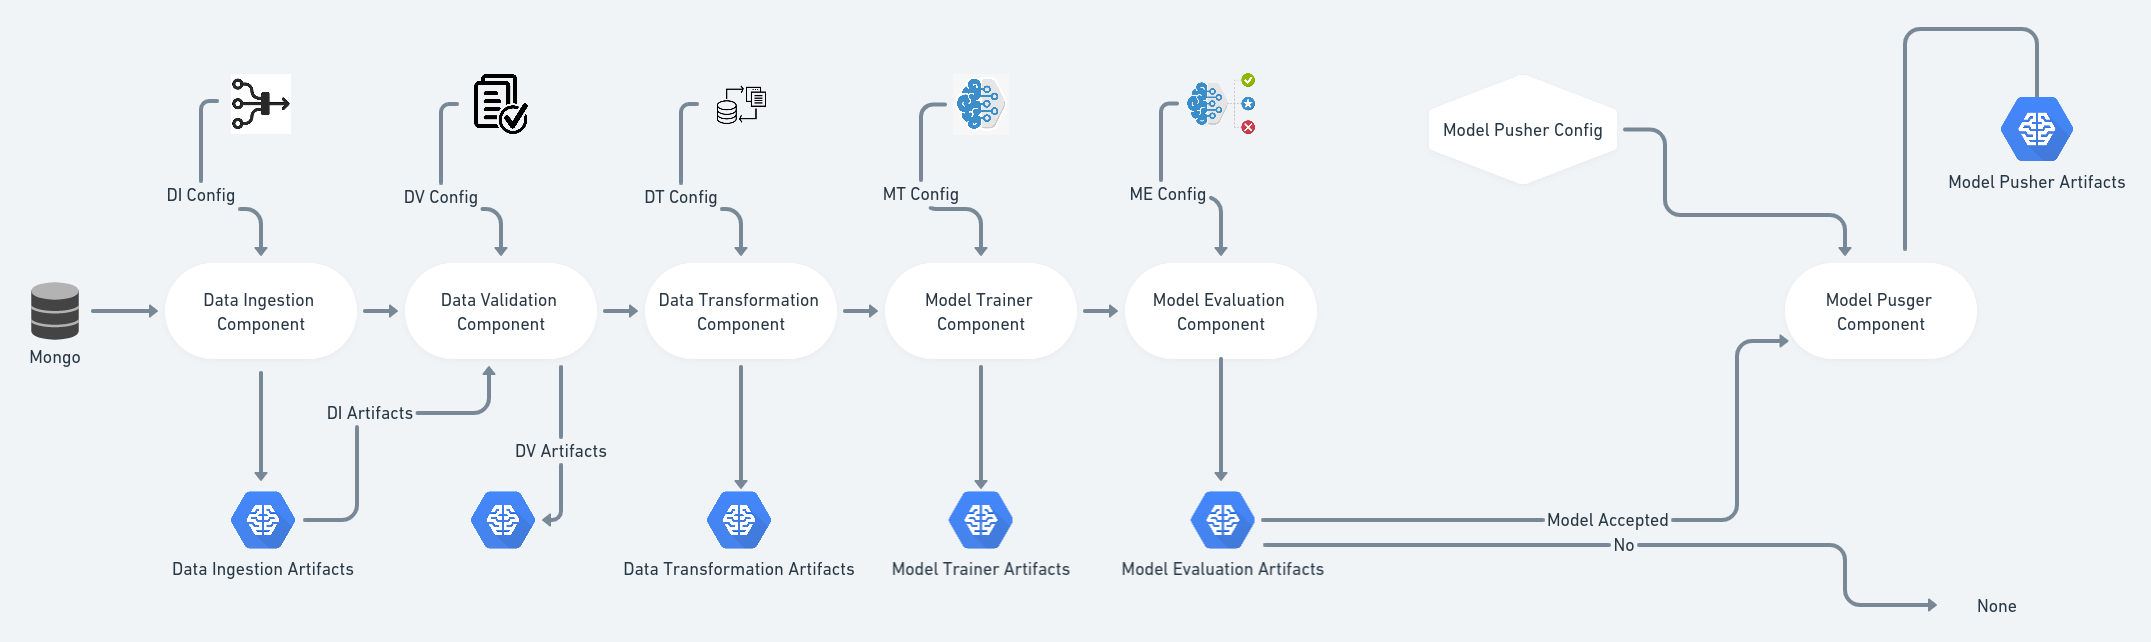 Model Pusher Config
Model Pusher Artifacts
DI Config
DV Config
DT Config
MT Config
ME Config
Mongo
Data Ingestion
Component
Data Validation
Component
Data Transformation
Component
Model Trainer
Component
Model Evaluation
Component
Model Pusger
Component
DI Artifacts
DV Artifacts
Model Accepted
No
Data Ingestion Artifacts
Data Transformation Artifacts
Model Trainer Artifacts
Model Evaluation Artifacts
None